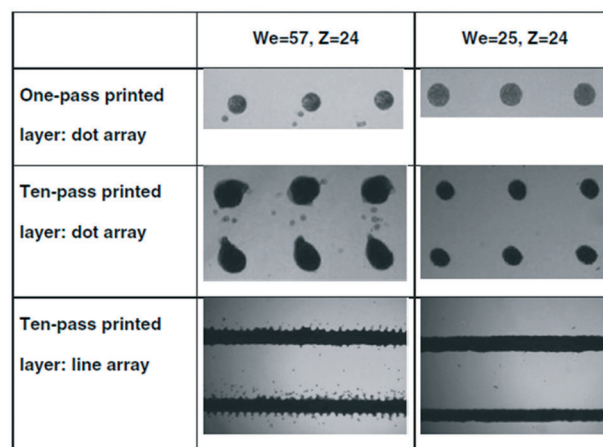 We=57, Z=24
We=25, Z=24
One-pass printed
layer: dot array
Ten-pass printed
layer: dot array
Ten-pass printed
layer: line array